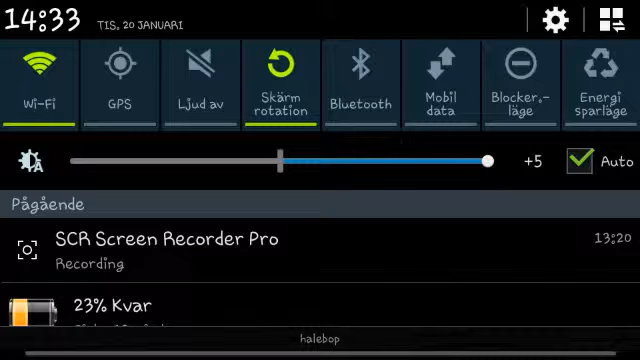 14:33 TIS, 20 JANUARI
Wi-Fi
GPS
Ljud av
Skärm
rotation
Bluetooth
Mobil
data
Blocker.-
läge
Energi
sparläge
A
+5 Auto
Pågående
SCR Screen Recorder Pro 13:20
Recording
23% Kvar
halebop